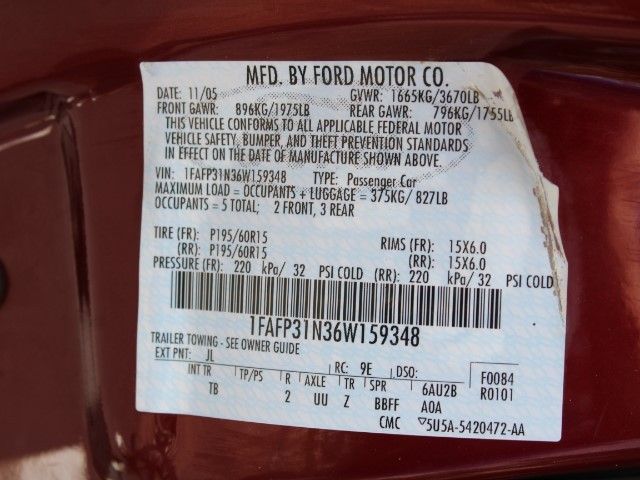 MFD. BY FORD MOTOR CO.
DATE: 11/05 GVWR: 1665KG/3670LB
FRONT GAWR: 896KG/1975LB REAR GAWR: 796KG/1755LB
THIS VEHICLE CONFORMS TO ALL APPLICABLE FEDERAL MOTOR
VEHICLE SAFETY, BUMPER, AND THEFT PREVENTION STANDARDS
IN EFFECT ON THE DATE OF MANUFACTURE SHOWN ABOVE.
VIN: 1FAFP31N36W159348 TYPE: Passenger Car
MAXIMUM LOAD = OCCUPANTS + LUGGAGE = 375KG/ 827LB
OCCUPANTS = 5 TOTAL; 2 FRONT, 3 REAR
TIRE (FR): P195/60R15 RIMS (FR): 15X6.0
(RR): P195/60R15 (RR): 15X6.0
PRESSURE (FR): 220 kPa/ 32 PSI COLD (RR): 220 kPa/ 32 PSI COLD
1FAFP31N36W159348
TRAILER TOWING - SEE OWNER GUIDE
EXT PNT: JL RC: 9E DSO: F0084
INT TR TP/PS R AXLE TR SPR 6AU2B R0101
TB 2 UU Z BBFF A0A
CMC ▽5U5A-5420472-AA